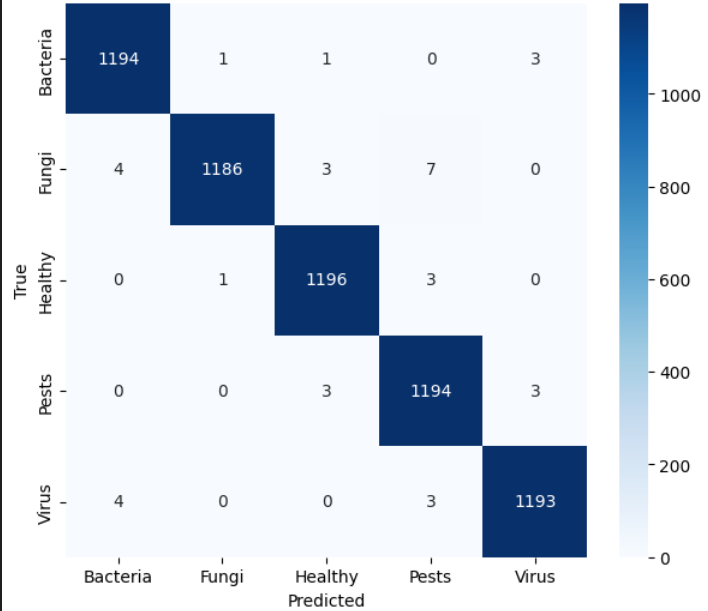 Bacteria 1194 1 1 0 3
Fungi 4 1186 3 7 0
Healthy 0 1 1196 3 0
Pests 0 0 3 1194 3
Virus 4 0 0 3 1193
True
Bacteria Fungi Healthy Pests Virus
Predicted
1000
800
600
400
200
0